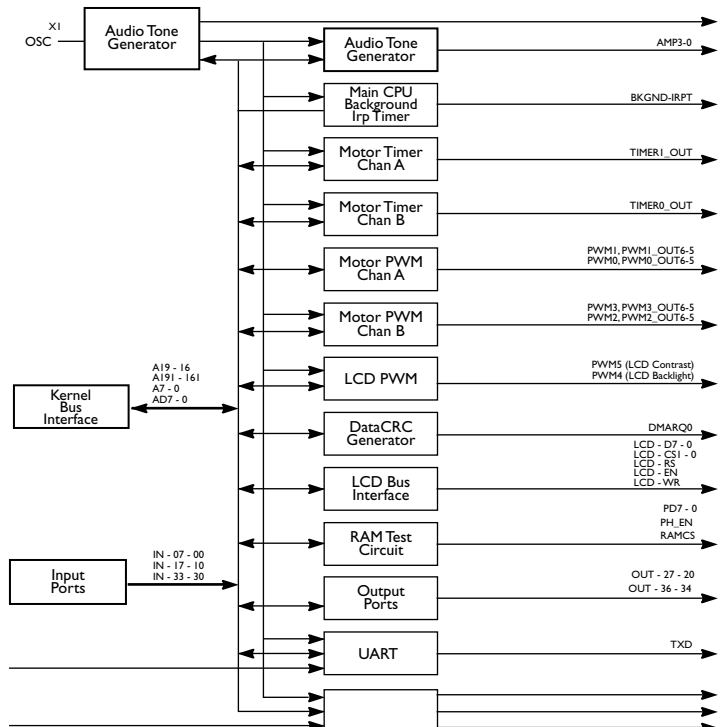 X1
OSC
Audio Tone
Generator
Audio Tone
Generator
AMP3-0
Main CPU
Background
Irp Timer
BKGND-IRPT
Motor Timer
Chan A
TIMER1_OUT
Motor Timer
Chan B
TIMER0_OUT
Motor PWM
Chan A
PWM1, PWM1_OUT6-5
PWM0, PWM0_OUT6-5
Motor PWM
Chan B
PWM3, PWM3_OUT6-5
PWM2, PWM2_OUT6-5
LCD PWM
PWM5 (LCD Contrast)
PWM4 (LCD Backlight)
Kernel
Bus
Interface
A19 - 16
A191 - 161
A7 - 0
AD7 - 0
DataCRC
Generator
DMARQ0
LCD Bus
Interface
LCD - D7 - 0
LCD - CS1 - 0
LCD - RS
LCD - EN
LCD - WR
RAM Test
Circuit
PD7 - 0
PH_EN
RAMCS
Input
Ports
IN - 07 - 00
IN - 17 - 10
IN - 33 - 30
Output
Ports
OUT - 27 - 20
OUT - 36 - 34
UART
TXD